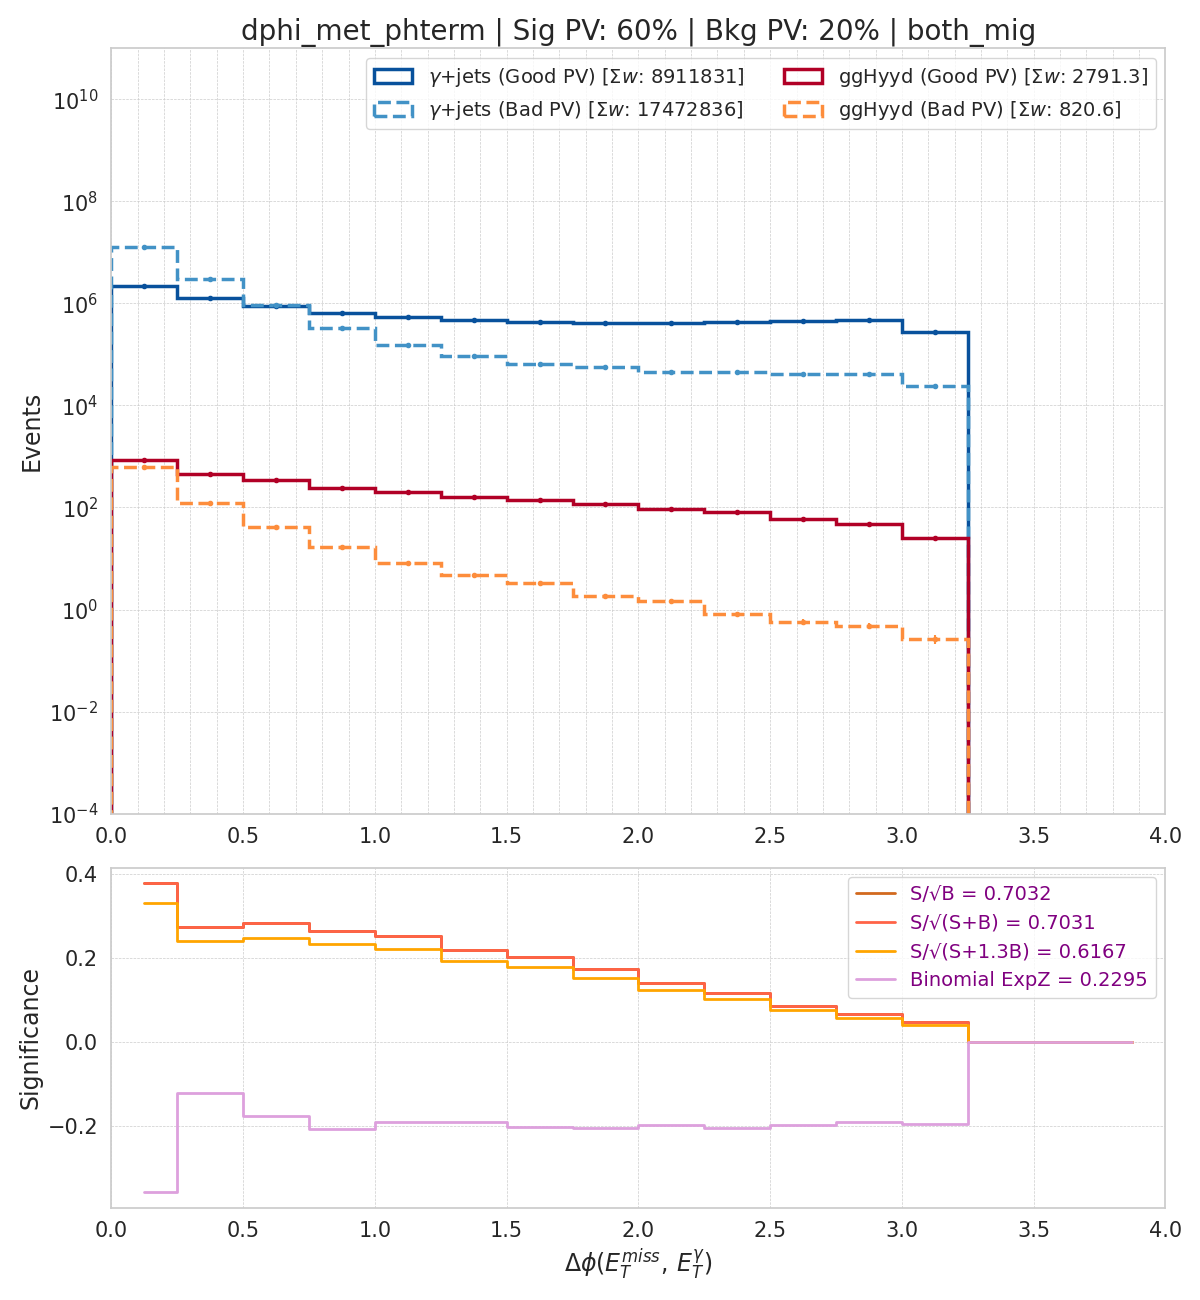 dphi_met_phterm | Sig PV: 60% | Bkg PV: 20% | both_mig
γ+jets (Good PV) [Σw: 8911831]
γ+jets (Bad PV) [Σw: 17472836]
ggHyyd (Good PV) [Σw: 2791.3]
ggHyyd (Bad PV) [Σw: 820.6]
Events
10^10
10^8
10^6
10^4
10^2
10^0
10^−2
10^−4
0.0 0.5 1.0 1.5 2.0 2.5 3.0 3.5 4.0
S/√B = 0.7032
S/√(S+B) = 0.7031
S/√(S+1.3B) = 0.6167
Binomial ExpZ = 0.2295
Significance
0.4
0.2
0.0
−0.2
0.0 0.5 1.0 1.5 2.0 2.5 3.0 3.5 4.0
Δϕ(E_T^miss, E_T^γ)